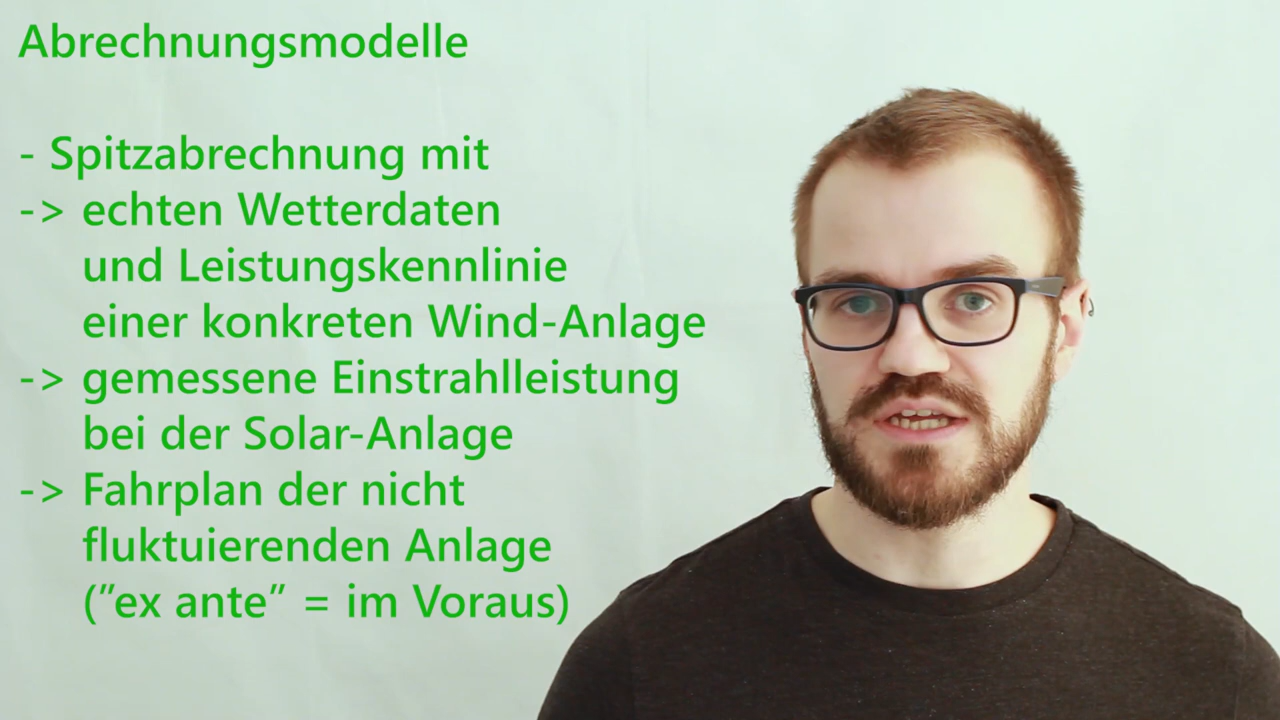 Abrechnungsmodelle
- Spitzabrechnung mit
-> echten Wetterdaten
und Leistungskennlinie
einer konkreten Wind-Anlage
-> gemessene Einstrahlleistung
bei der Solar-Anlage
-> Fahrplan der nicht
fluktuierenden Anlage
("ex ante" = im Voraus)